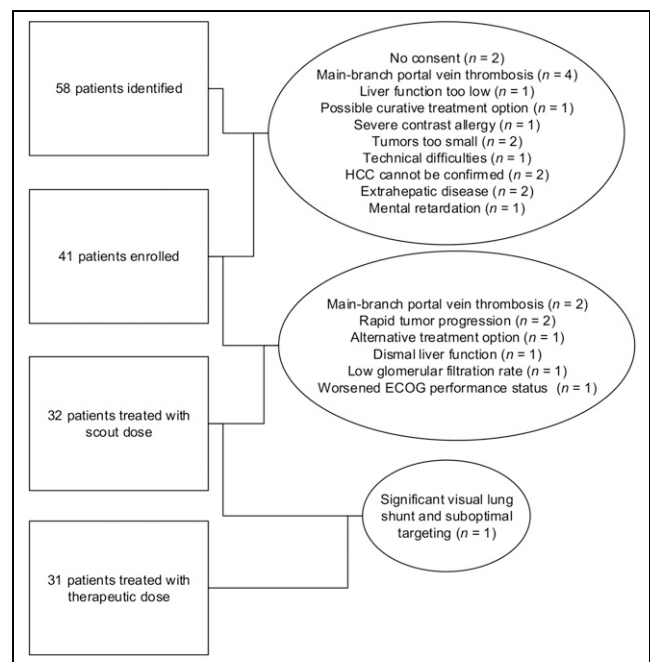 58 patients identified
No consent (n = 2)
Main-branch portal vein thrombosis (n = 4)
Liver function too low (n = 1)
Possible curative treatment option (n = 1)
Severe contrast allergy (n = 1)
Tumors too small (n = 2)
Technical difficulties (n = 1)
HCC cannot be confirmed (n = 2)
Extrahepatic disease (n = 2)
Mental retardation (n = 1)
41 patients enrolled
Main-branch portal vein thrombosis (n = 2)
Rapid tumor progression (n = 2)
Alternative treatment option (n = 1)
Dismal liver function (n = 1)
Low glomerular filtration rate (n = 1)
Worsened ECOG performance status (n = 1)
32 patients treated with
scout dose
Significant visual lung
shunt and suboptimal
targeting (n = 1)
31 patients treated with
therapeutic dose